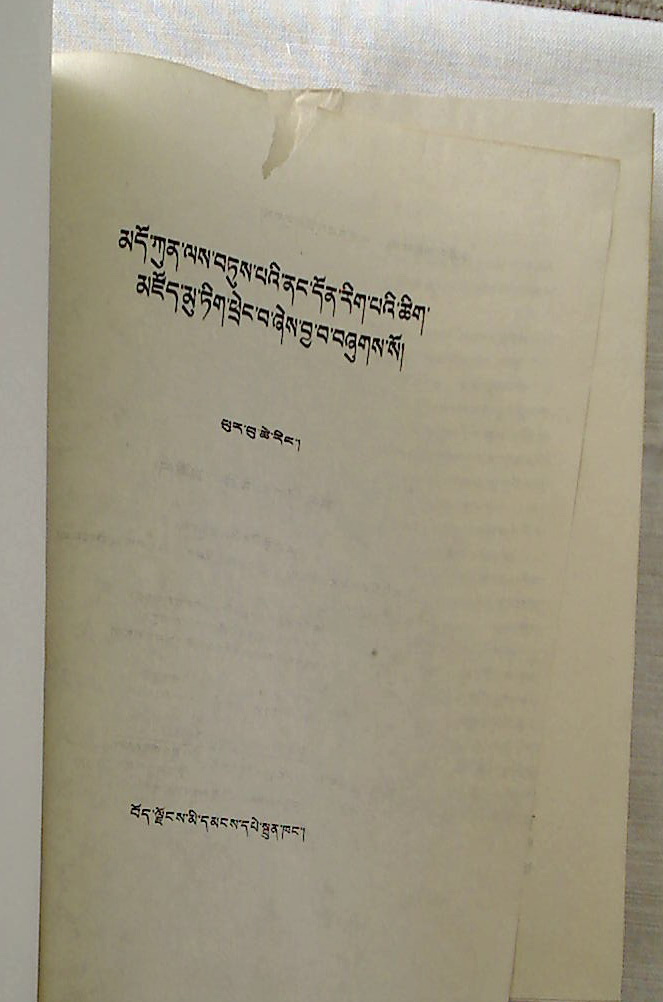 མདོ་ཀུན་ལས་བཏུས་པའི་ནང་དོན་རིག་པའི་ཚིག་
མཛོད་མུ་ཏིག་ཕྲེང་བ་ཞེས་བྱ་བ་བཞུགས་སོ།
ཕུར་བུ་ཚེ་རིང་།
བོད་ལྗོངས་མི་དམངས་དཔེ་སྐྲུན་ཁང་།